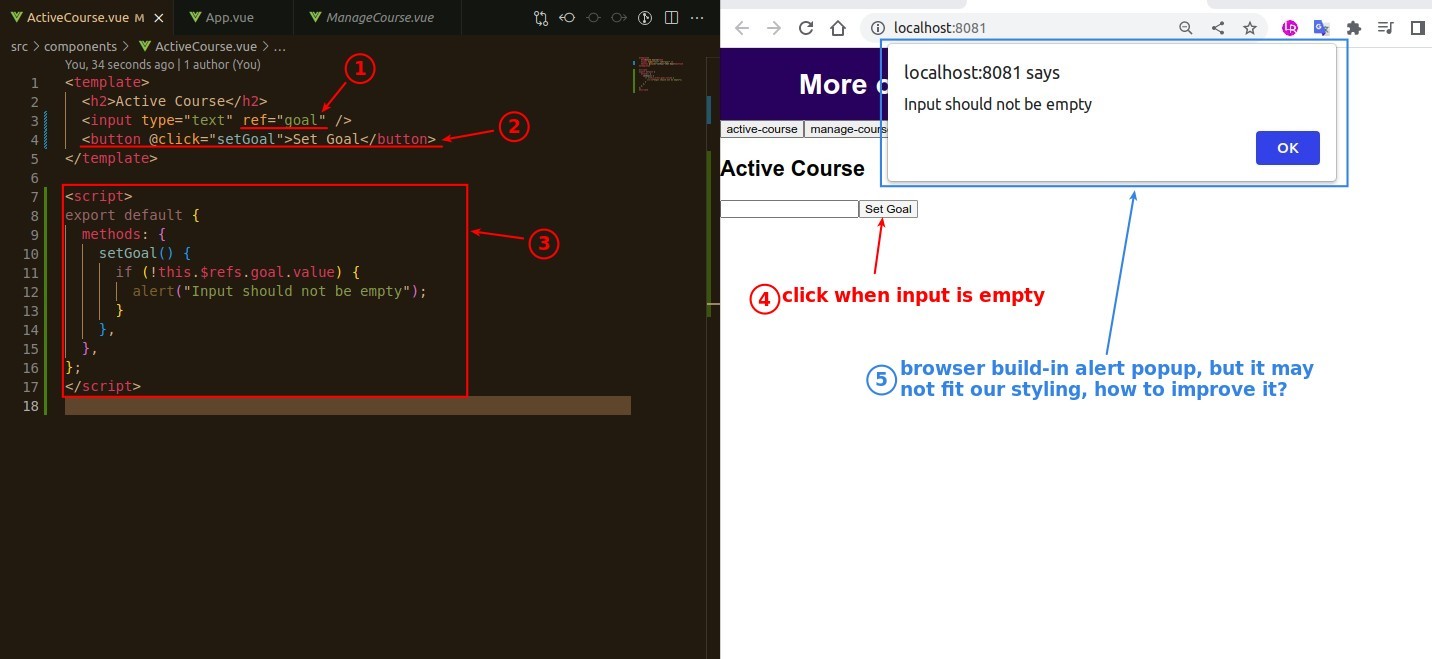 ActiveCourse.vue M
App.vue
ManageCourse.vue
src > components > ActiveCourse.vue > ...
You, 34 seconds ago | 1 author (You)
1 <template>
2 <h2>Active Course</h2>
3 <input type="text" ref="goal" />
4 <button @click="setGoal">Set Goal</button>
5 </template>
6
7 <script>
8 export default {
9 methods: {
10 setGoal() {
11 if (!this.$refs.goal.value) {
12 alert("Input should not be empty");
13 }
14 },
15 },
16 };
17 </script>
18
1
2
3
localhost:8081
More o
localhost:8081 says
Input should not be empty
OK
active-course
manage-cours
Active Course
Set Goal
4 click when input is empty
5 browser build-in alert popup, but it may
not fit our styling, how to improve it?